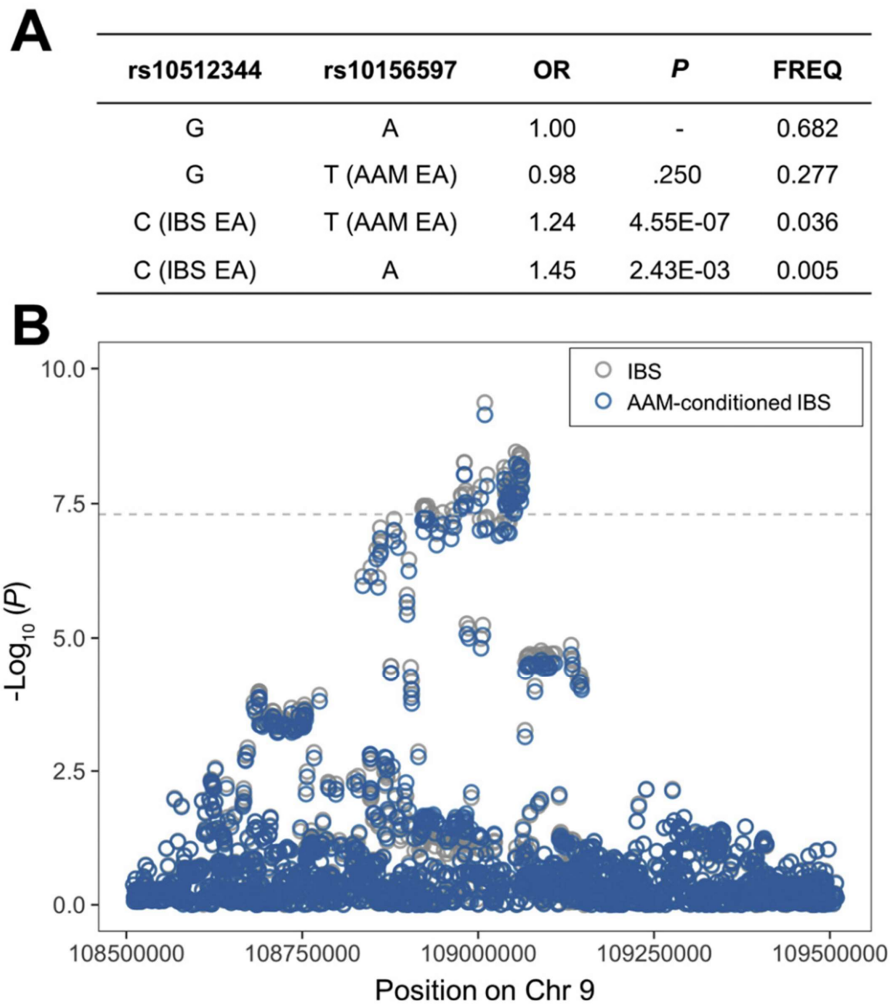 A
rs10512344 rs10156597 OR P FREQ
G A 1.00 - 0.682
G T (AAM EA) 0.98 .250 0.277
C (IBS EA) T (AAM EA) 1.24 4.55E-07 0.036
C (IBS EA) A 1.45 2.43E-03 0.005
B
10.0
IBS
AAM-conditioned IBS
7.5
-Log10 (P)
5.0
2.5
0.0
108500000 108750000 109000000 109250000 109500000
Position on Chr 9